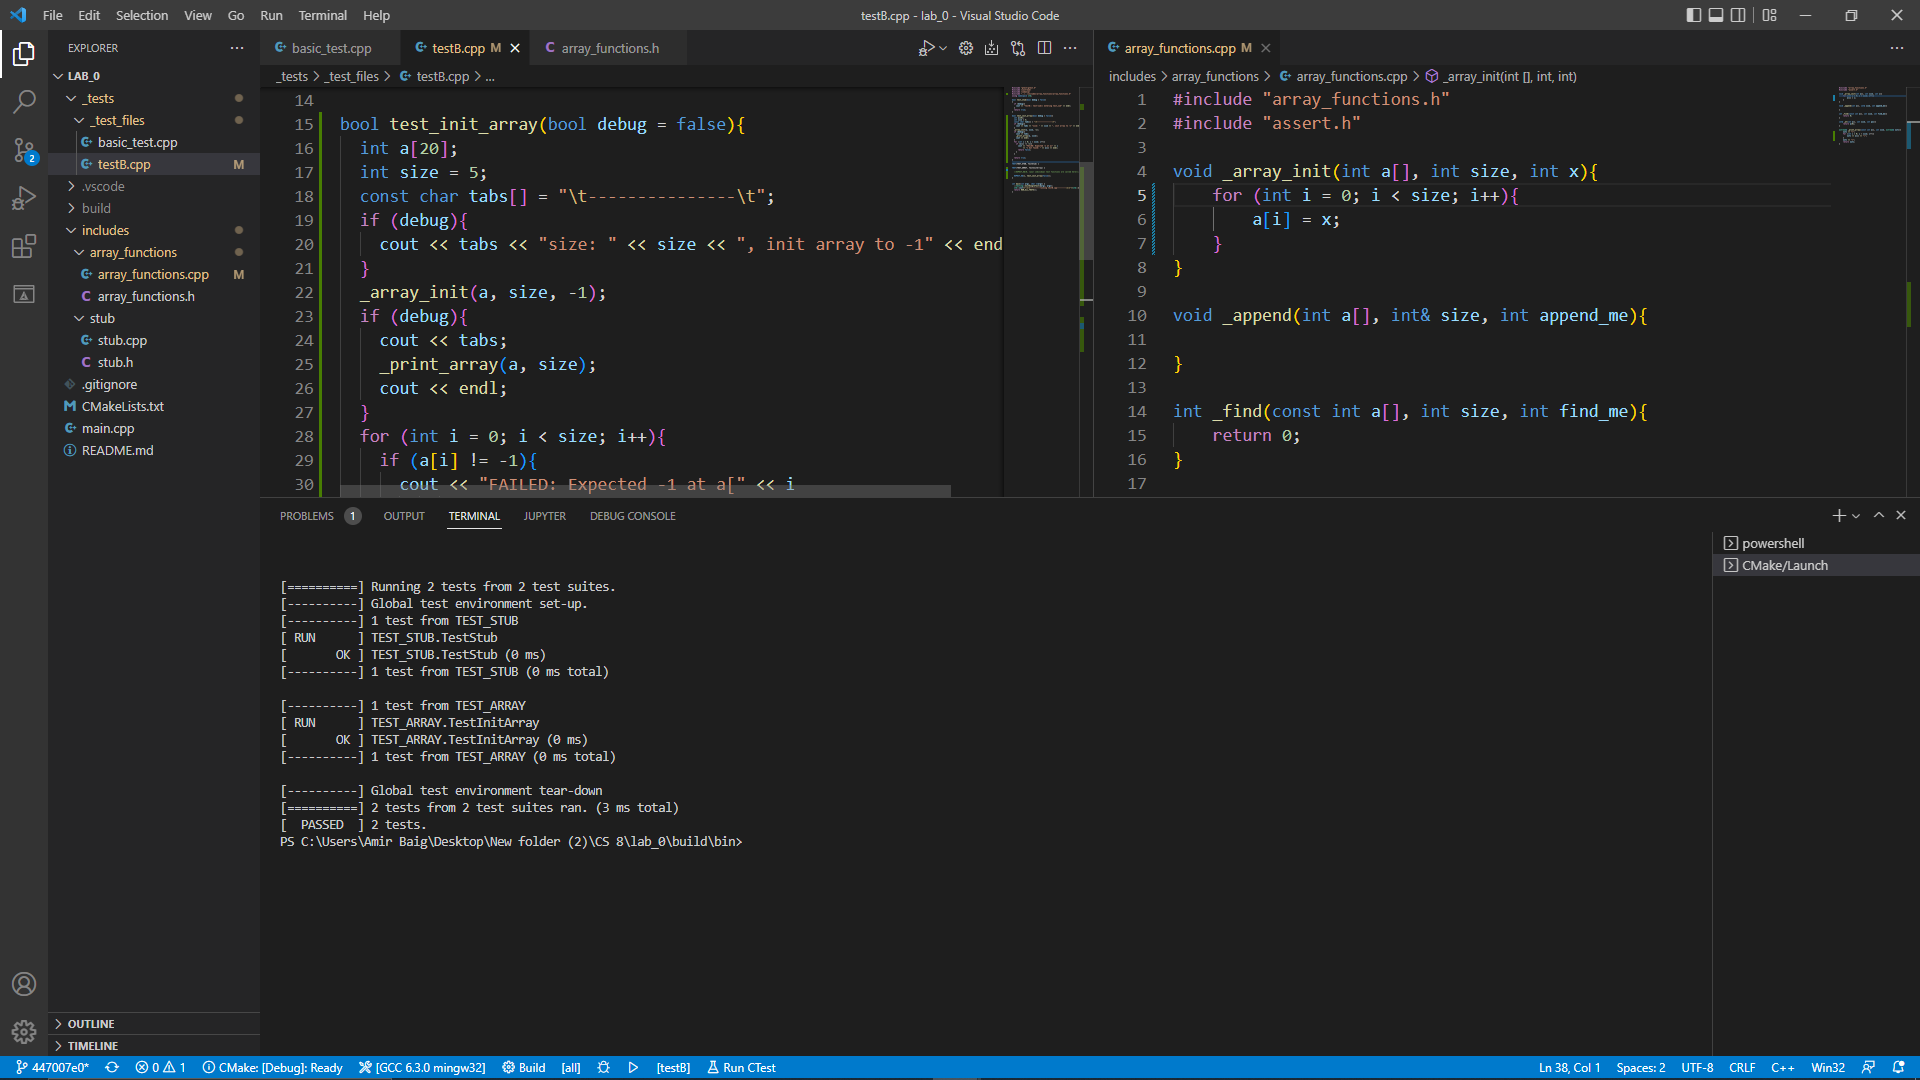 File Edit Selection View Go Run Terminal Help
testB.cpp - lab_0 - Visual Studio Code
EXPLORER
LAB_0
_tests
_test_files
basic_test.cpp
testB.cpp M
.vscode
build
includes
array_functions
array_functions.cpp M
array_functions.h
stub
stub.cpp
stub.h
.gitignore
CMakeLists.txt
main.cpp
README.md
OUTLINE
TIMELINE
2
basic_test.cpp testB.cpp M array_functions.h
_tests > _test_files > testB.cpp > ...
14
15 bool test_init_array(bool debug = false){
16 int a[20];
17 int size = 5;
18 const char tabs[] = "\t---------------\t";
19 if (debug){
20 cout << tabs << "size: " << size << ", init array to -1" << end
21 }
22 _array_init(a, size, -1);
23 if (debug){
24 cout << tabs;
25 _print_array(a, size);
26 cout << endl;
27 }
28 for (int i = 0; i < size; i++){
29 if (a[i] != -1){
30 cout << "FAILED: Expected -1 at a[" << i
array_functions.cpp M
includes > array_functions > array_functions.cpp > _array_init(int [], int, int)
1 #include "array_functions.h"
2 #include "assert.h"
3
4 void _array_init(int a[], int size, int x){
5 for (int i = 0; i < size; i++){
6 a[i] = x;
7 }
8 }
9
10 void _append(int a[], int& size, int append_me){
11
12 }
13
14 int _find(const int a[], int size, int find_me){
15 return 0;
16 }
17
PROBLEMS 1 OUTPUT TERMINAL JUPYTER DEBUG CONSOLE
powershell
CMake/Launch
[==========] Running 2 tests from 2 test suites.
[----------] Global test environment set-up.
[----------] 1 test from TEST_STUB
[ RUN      ] TEST_STUB.TestStub
[       OK ] TEST_STUB.TestStub (0 ms)
[----------] 1 test from TEST_STUB (0 ms total)
[----------] 1 test from TEST_ARRAY
[ RUN      ] TEST_ARRAY.TestInitArray
[       OK ] TEST_ARRAY.TestInitArray (0 ms)
[----------] 1 test from TEST_ARRAY (0 ms total)
[----------] Global test environment tear-down
[==========] 2 tests from 2 test suites ran. (3 ms total)
[  PASSED  ] 2 tests.
PS C:\Users\Amir Baig\Desktop\New folder (2)\CS 8\lab_0\build\bin>
447007e0* 0 1 CMake: [Debug]: Ready [GCC 6.3.0 mingw32] Build [all] [testB] Run CTest Ln 38, Col 1 Spaces: 2 UTF-8 CRLF C++ Win32